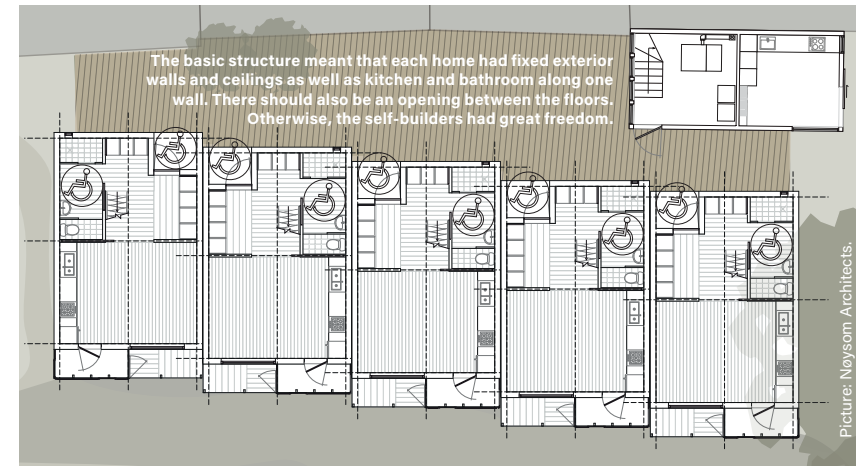 The basic structure meant that each home had fixed exterior
walls and ceilings as well as kitchen and bathroom along one
wall. There should also be an opening between the floors.
Otherwise, the self-builders had great freedom.
Picture: Nøysom Architects.